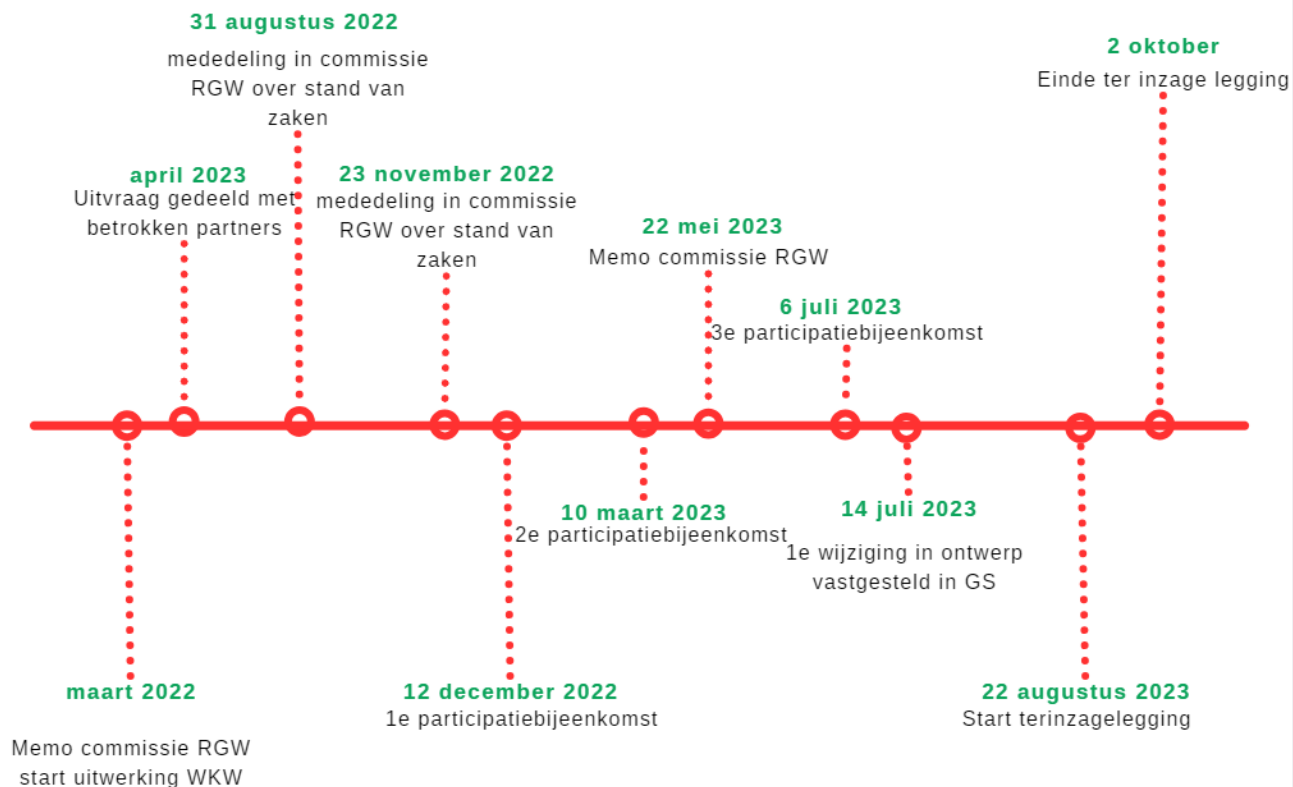 31 augustus 2022
mededeling in commissie
RGW over stand van
zaken
2 oktober
Einde ter inzage legging
april 2023
Uitvraag gedeeld met
betrokken partners
23 november 2022
mededeling in commissie
RGW over stand van
zaken
22 mei 2023
Memo commissie RGW
6 juli 2023
3e participatiebijeenkomst
10 maart 2023
2e participatiebijeenkomst
14 juli 2023
1e wijziging in ontwerp
vastgesteld in GS
maart 2022
Memo commissie RGW
start uitwerking WKW
12 december 2022
1e participatiebijeenkomst
22 augustus 2023
Start terinzagelegging